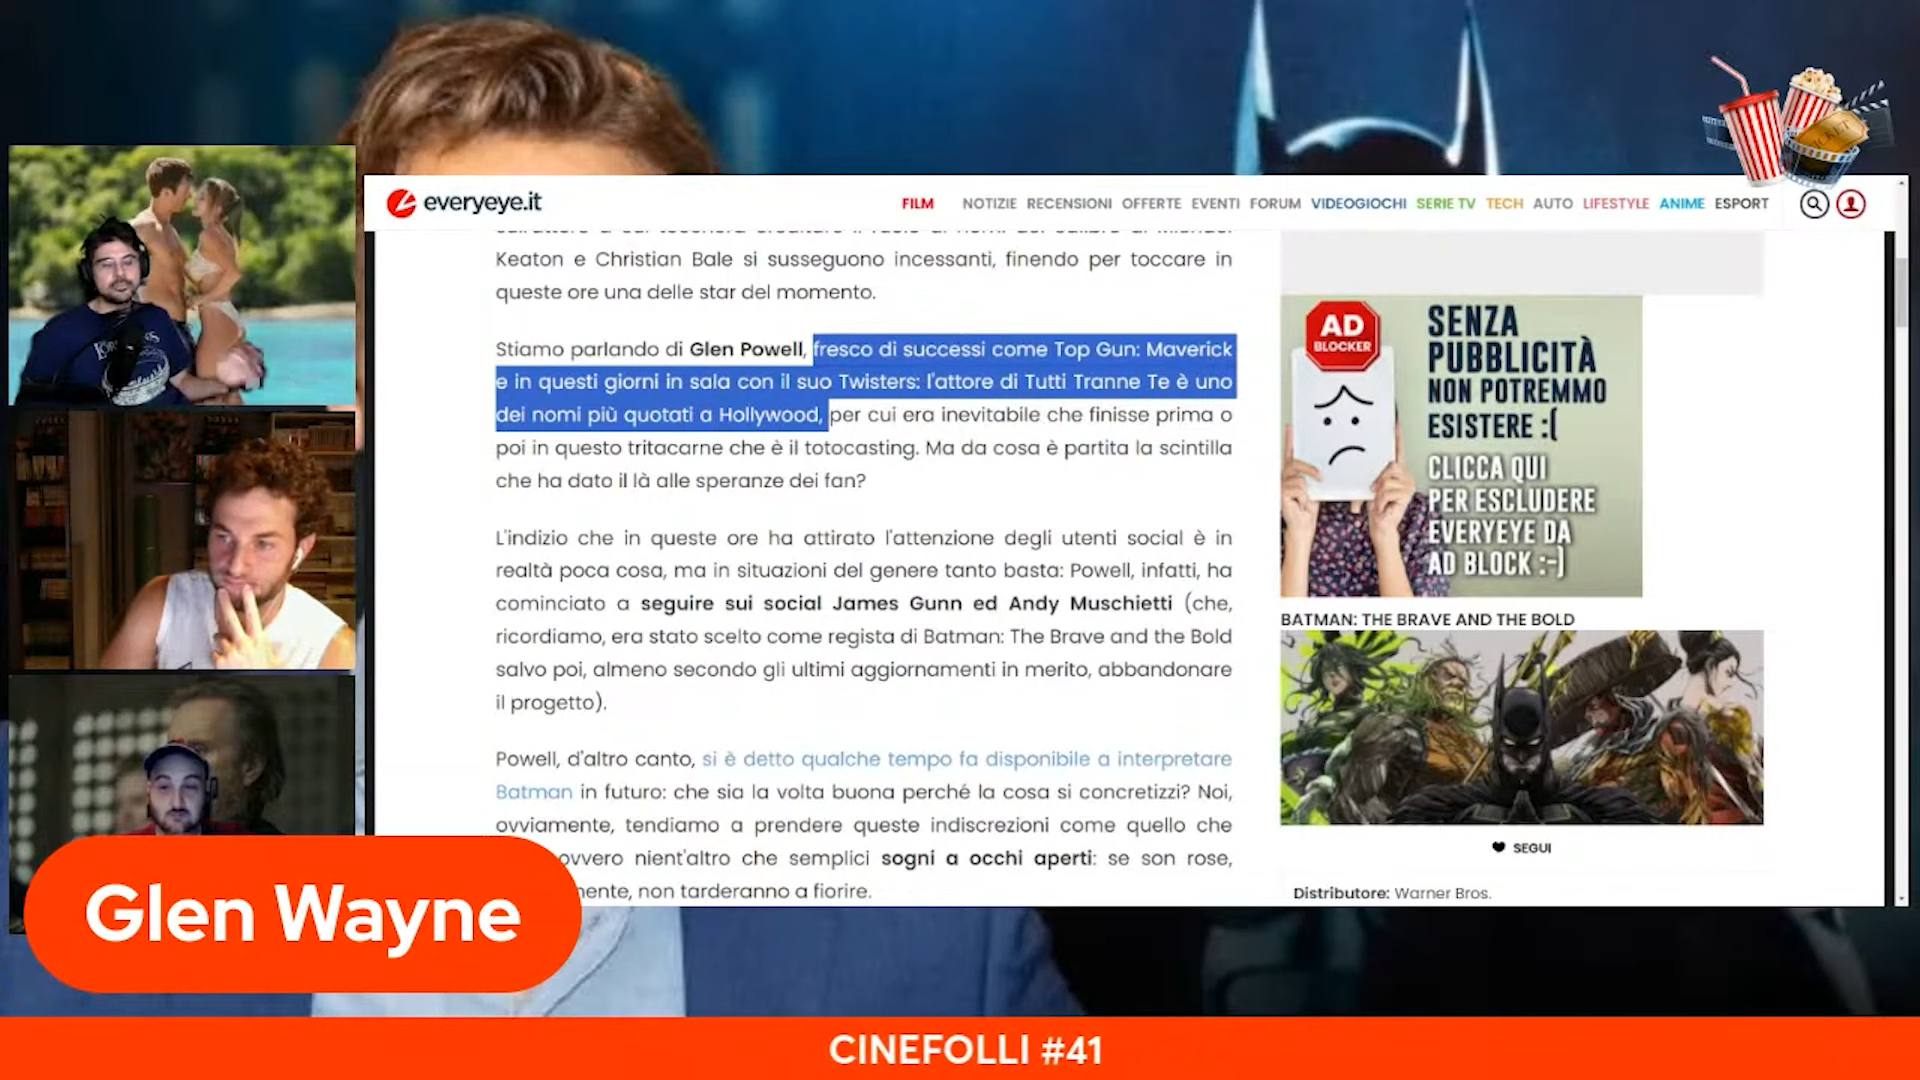 everyeye.it
FILM NOTIZIE RECENSIONI OFFERTE EVENTI FORUM VIDEOGIOCHI SERIE TV TECH AUTO LIFESTYLE ANIME ESPORT
Keaton e Christian Bale si susseguono incessanti, finendo per toccare in
queste ore una delle star del momento.
Stiamo parlando di Glen Powell, fresco di successi come Top Gun: Maverick
e in questi giorni in sala con il suo Twisters: l'attore di Tutti Tranne Te è uno
dei nomi più quotati a Hollywood, per cui era inevitabile che finisse prima o
poi in questo tritacarne che è il totocasting. Ma da cosa è partita la scintilla
che ha dato il là alle speranze dei fan?
L'indizio che in queste ore ha attirato l'attenzione degli utenti social è in
realtà poca cosa, ma in situazioni del genere tanto basta: Powell, infatti, ha
cominciato a seguire sui social James Gunn ed Andy Muschietti (che,
ricordiamo, era stato scelto come regista di Batman: The Brave and the Bold
salvo poi, almeno secondo gli ultimi aggiornamenti in merito, abbandonare
il progetto).
Powell, d'altro canto, si è detto qualche tempo fa disponibile a interpretare
Batman in futuro: che sia la volta buona perché la cosa si concretizzi? Noi,
ovviamente, tendiamo a prendere queste indiscrezioni come quello che
ovvero nient'altro che semplici sogni a occhi aperti: se son rose,
non tarderanno a fiorire.
AD
BLOCKER
SENZA
PUBBLICITÀ
NON POTREMMO
ESISTERE :(
CLICCA QUI
PER ESCLUDERE
EVERYEYE DA
AD BLOCK :-)
BATMAN: THE BRAVE AND THE BOLD
SEGUI
Distributore: Warner Bros.
Glen Wayne
CINEFOLLI #41